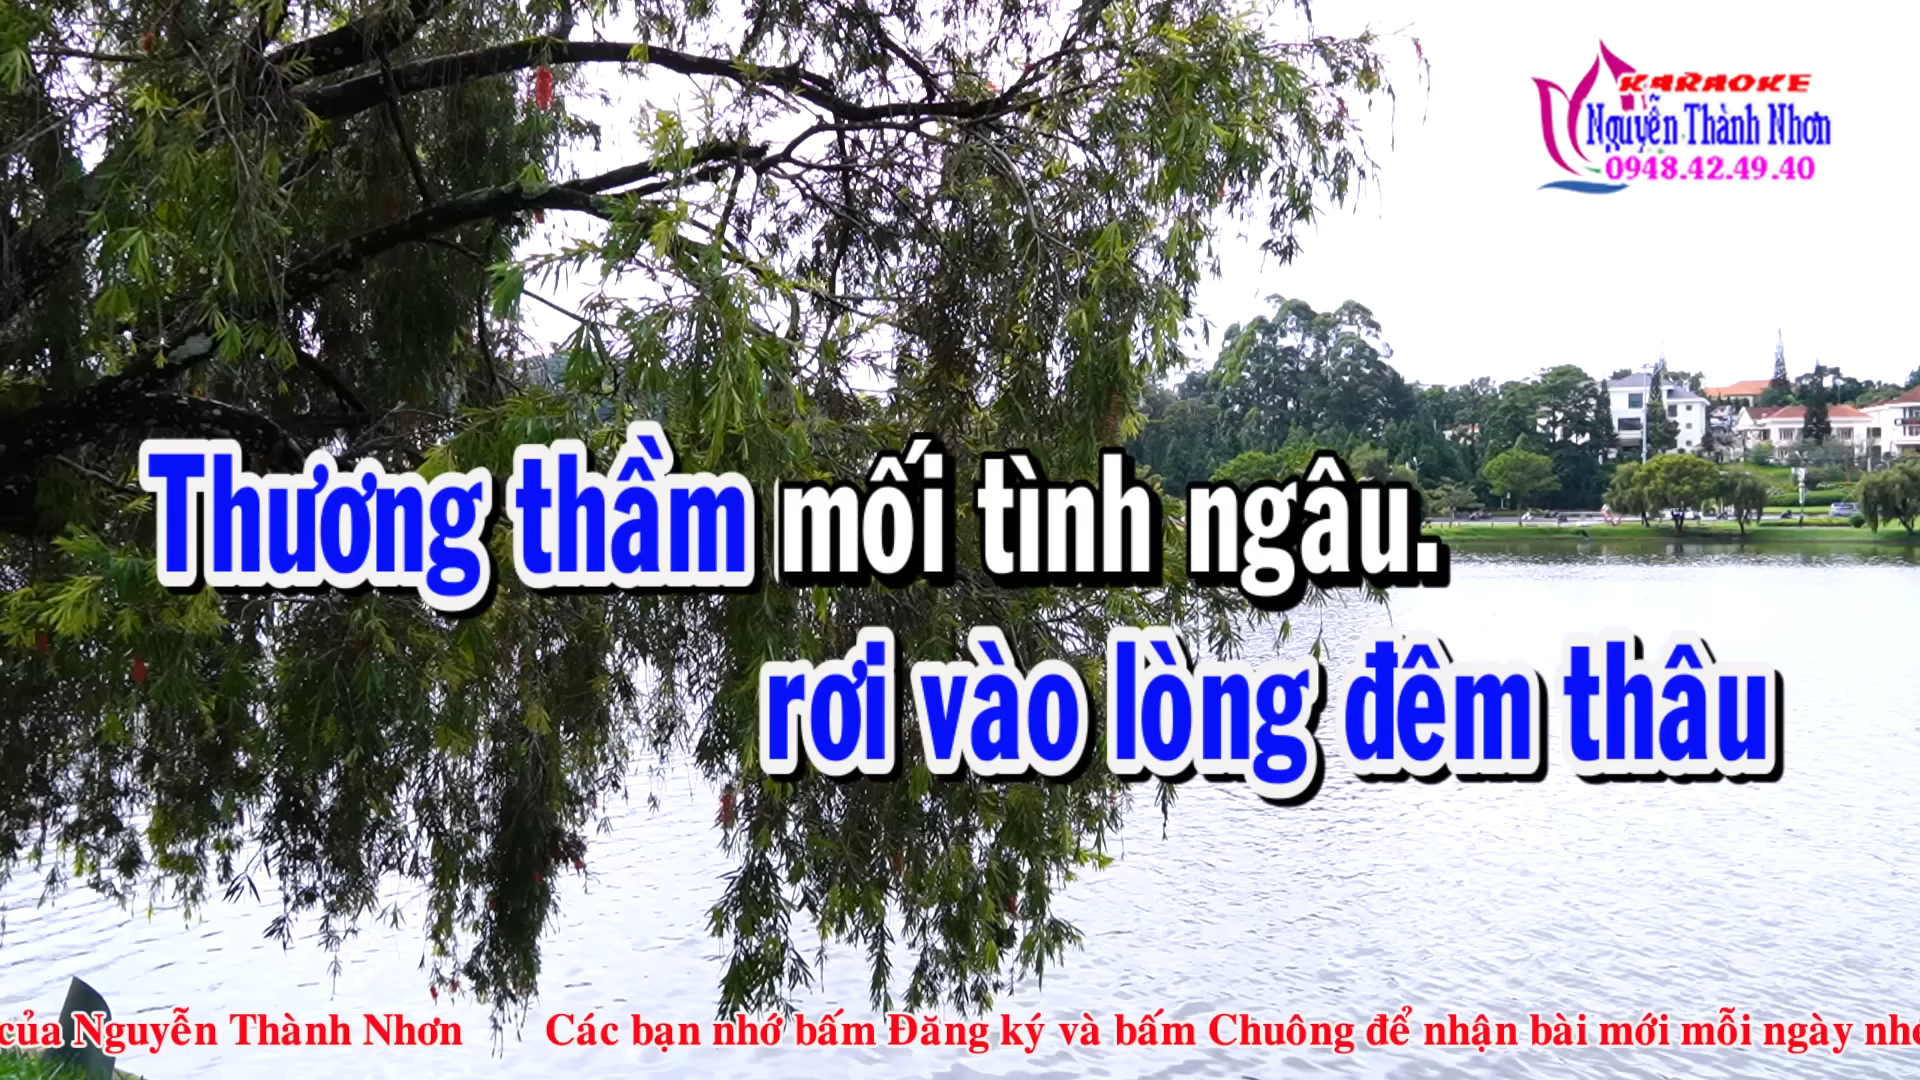 KARAOKE
Nguyễn Thành Nhơn
0948.42.49.40
Thương thầm mối tình ngâu.
rơi vào lòng đêm thâu
của Nguyễn Thành Nhơn Các bạn nhớ bấm Đăng ký và bấm Chuông để nhận bài mới mỗi ngày